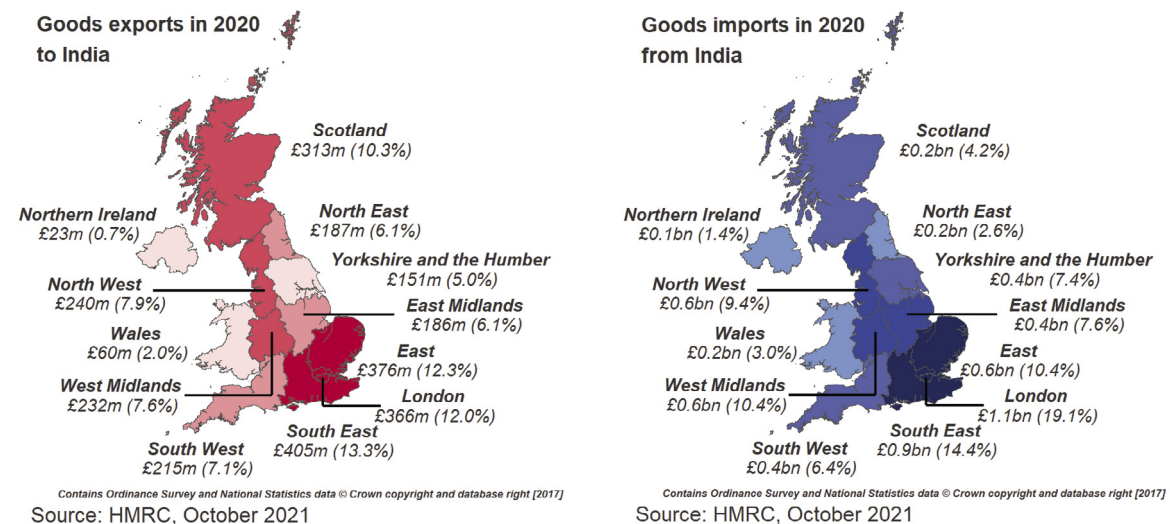 Goods exports in 2020
to India
Scotland
£313m (10.3%)
Northern Ireland
£23m (0.7%)
North East
£187m (6.1%)
Yorkshire and the Humber
£151m (5.0%)
North West
£240m (7.9%)
East Midlands
£186m (6.1%)
Wales
£60m (2.0%)
East
£376m (12.3%)
West Midlands
£232m (7.6%)
London
£366m (12.0%)
South East
£405m (13.3%)
South West
£215m (7.1%)
Contains Ordinance Survey and National Statistics data © Crown copyright and database right [2017]
Source: HMRC, October 2021
Goods imports in 2020
from India
Scotland
£0.2bn (4.2%)
Northern Ireland
£0.1bn (1.4%)
North East
£0.2bn (2.6%)
Yorkshire and the Humber
£0.4bn (7.4%)
North West
£0.6bn (9.4%)
East Midlands
£0.4bn (7.6%)
Wales
£0.2bn (3.0%)
East
£0.6bn (10.4%)
West Midlands
£0.6bn (10.4%)
London
£1.1bn (19.1%)
South East
£0.9bn (14.4%)
South West
£0.4bn (6.4%)
Contains Ordinance Survey and National Statistics data © Crown copyright and database right [2017]
Source: HMRC, October 2021